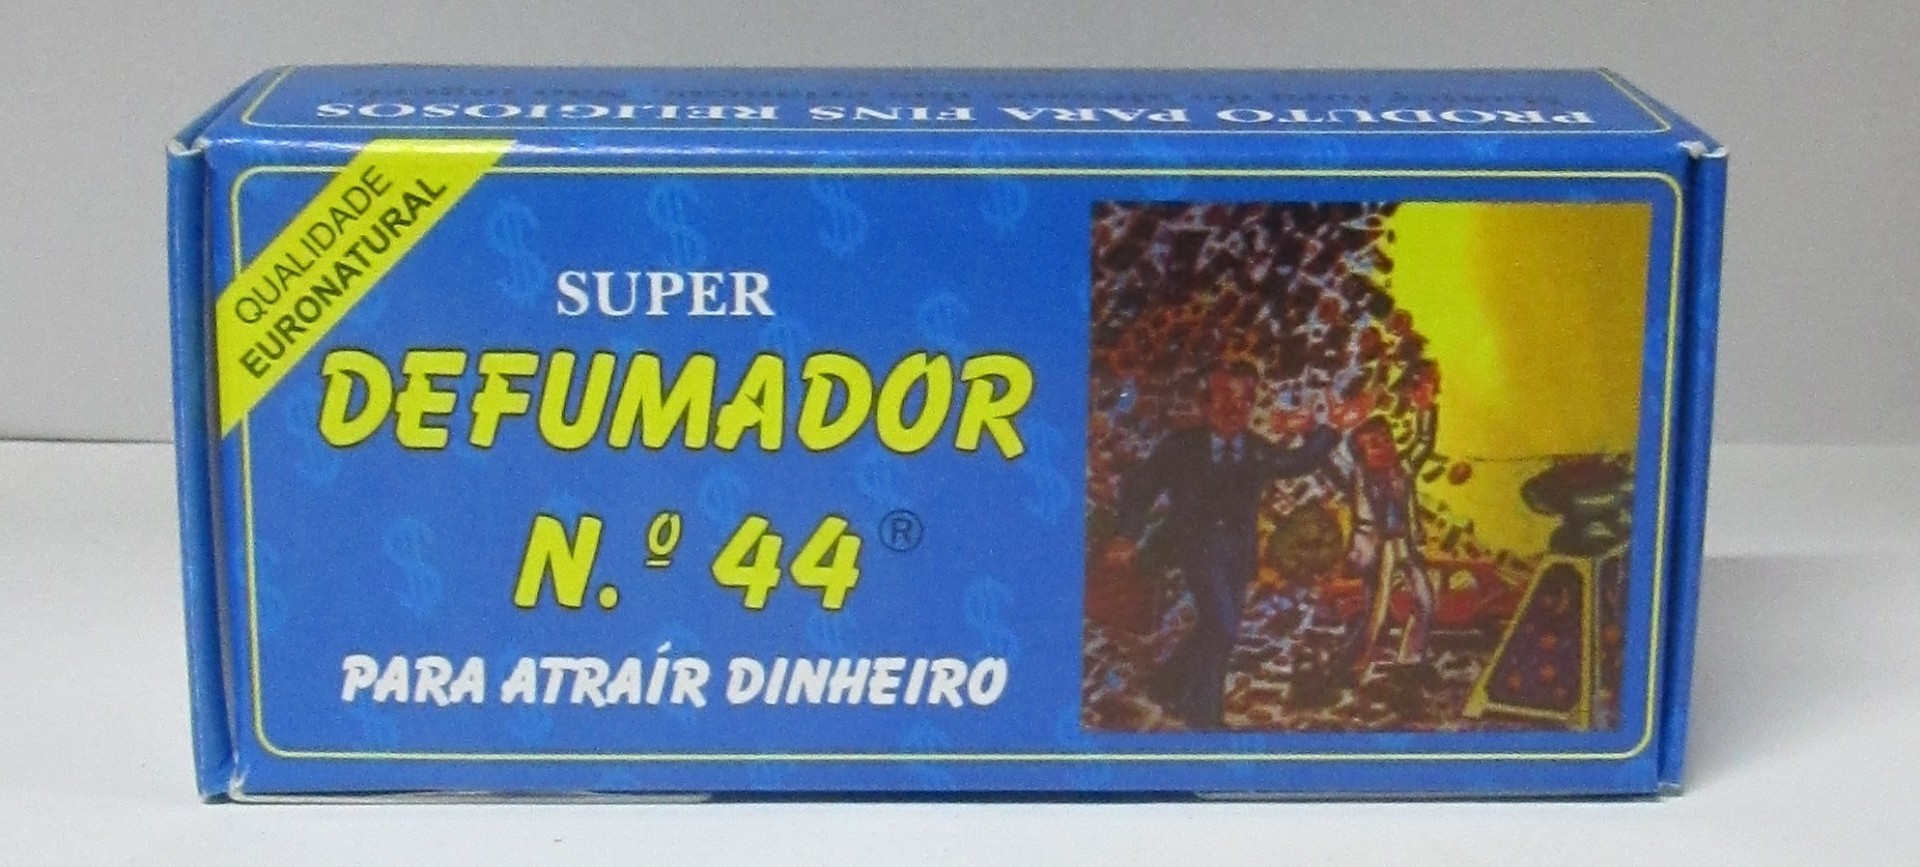 PRODUTO PARA FINS RELIGIOSOS
QUALIDADE
EURONATURAL
SUPER
DEFUMADOR
N.º 44®
PARA ATRAÍR DINHEIRO